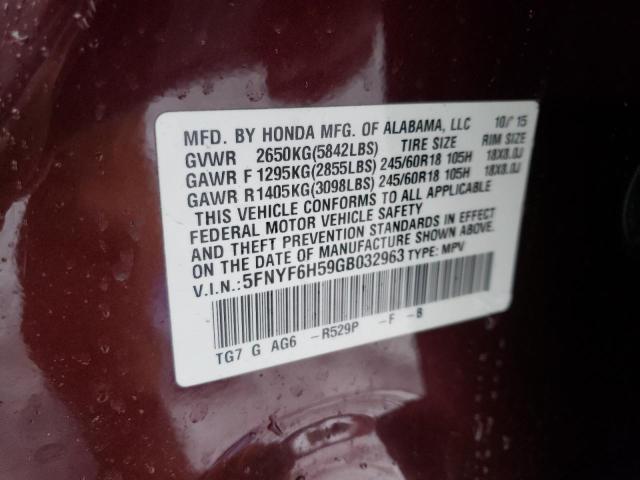 MFD. BY HONDA MFG. OF ALABAMA, LLC 10/15
GVWR 2650KG(5842LBS) TIRE SIZE RIM SIZE
GAWR F 1295KG(2855LBS) 245/60R18 105H 18X8.0J
GAWR R 1405KG(3098LBS) 245/60R18 105H 18X8.0J
THIS VEHICLE CONFORMS TO ALL APPLICABLE
FEDERAL MOTOR VEHICLE SAFETY
AND THEFT PREVENTION STANDARDS IN EFFECT
ON THE DATE OF MANUFACTURE SHOWN ABOVE.
V.I.N.: 5FNYF6H59GB032963 TYPE: MPV
TG7 G AG6 -R529P -F -B